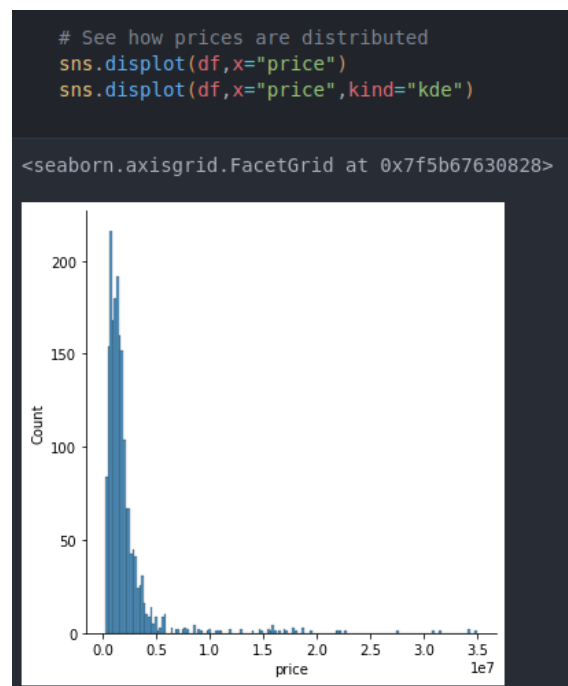 # See how prices are distributed
sns.displot(df,x="price")
sns.displot(df,x="price",kind="kde")
<seaborn.axisgrid.FacetGrid at 0x7f5b67630828>
200
150
Count
100
50
0
0.0 0.5 1.0 1.5 2.0 2.5 3.0 3.5
price 1e7